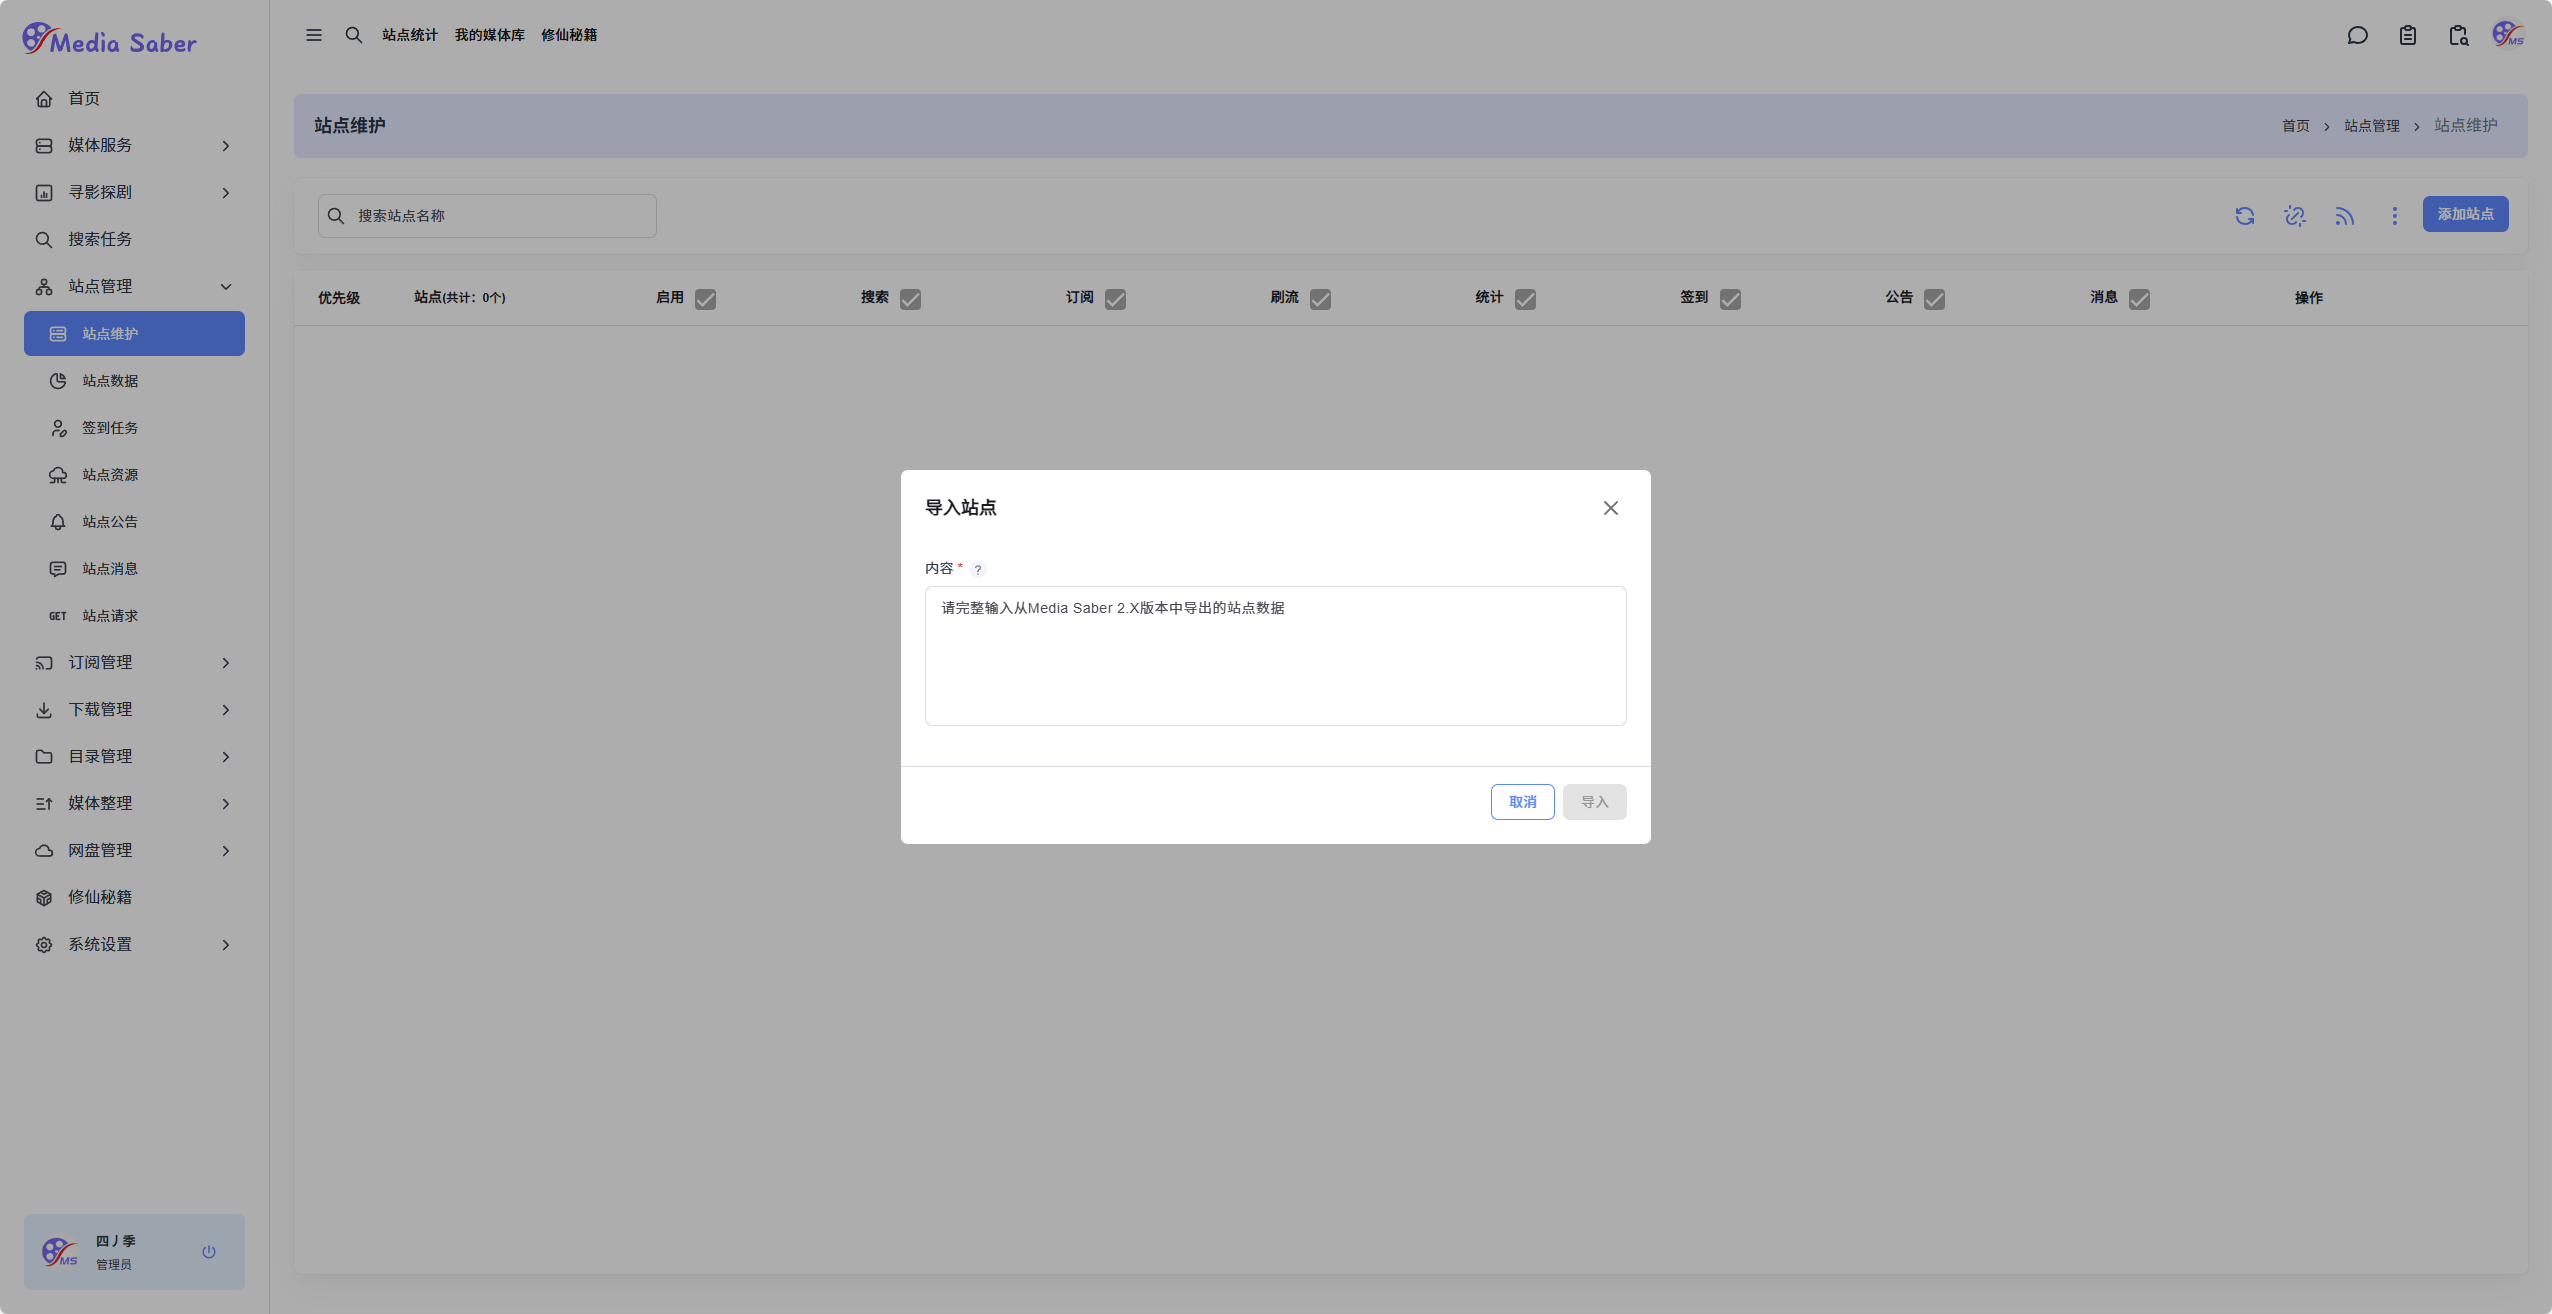 Media Saber
首页
媒体服务
寻影探剧
搜索任务
站点管理
站点维护
站点数据
签到任务
站点资源
站点公告
站点消息
GET 站点请求
订阅管理
下载管理
目录管理
媒体整理
网盘管理
修仙秘籍
系统设置
MS
四丿季
管理员
站点统计 我的媒体库 修仙秘籍
MS
站点维护
首页 > 站点管理 > 站点维护
搜索站点名称
添加站点
优先级 站点(共计：0个) 启用 搜索 订阅 刷流 统计 签到 公告 消息 操作
导入站点
内容 * ?
请完整输入从Media Saber 2.X版本中导出的站点数据
取消 导入